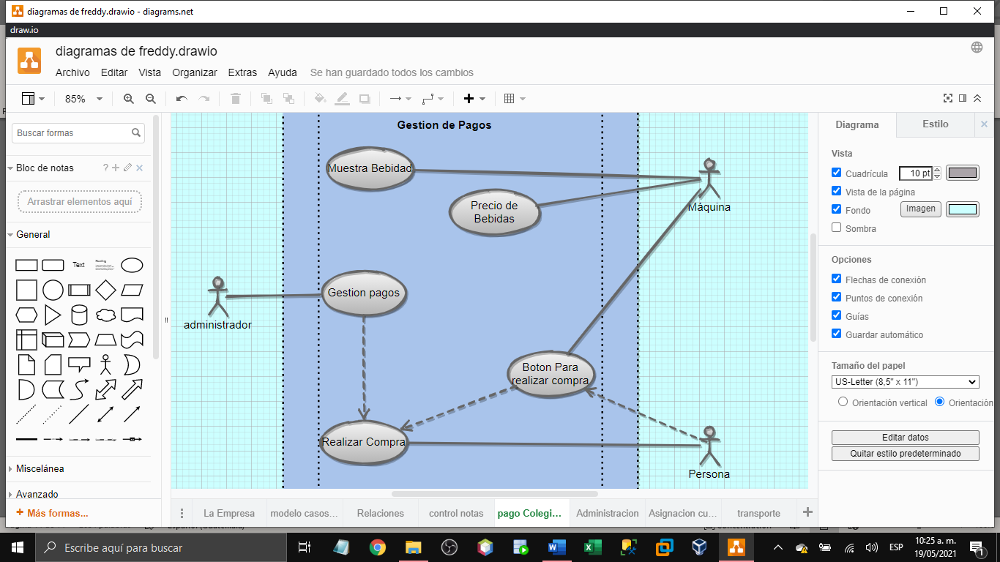 diagramas de freddy.drawio - diagrams.net
draw.io
diagramas de freddy.drawio
Archivo Editar Vista Organizar Extras Ayuda Se han guardado todos los cambios
85%
Buscar formas
Bloc de notas
Arrastrar elementos aquí
General
Text
Heading
Miscelánea
Avanzado
+ Más formas...
Gestion de Pagos
Muestra Bebidad
Precio de
Bebidas
Máquina
Gestion pagos
administrador
Boton Para
realizar compra
Realizar Compra
Persona
Diagrama Estilo
Vista
Cuadrícula 10 pt
Vista de la página
Fondo Imagen
Sombra
Opciones
Flechas de conexión
Puntos de conexión
Guías
Guardar automático
Tamaño del papel
US-Letter (8,5" x 11")
Orientación vertical Orientación
Editar datos
Quitar estilo predeterminado
La Empresa modelo casos... Relaciones control notas pago Colegi... Administracion Asignacion cu... transporte
Escribe aquí para buscar
ESP
10:25 a. m.
19/05/2021
1